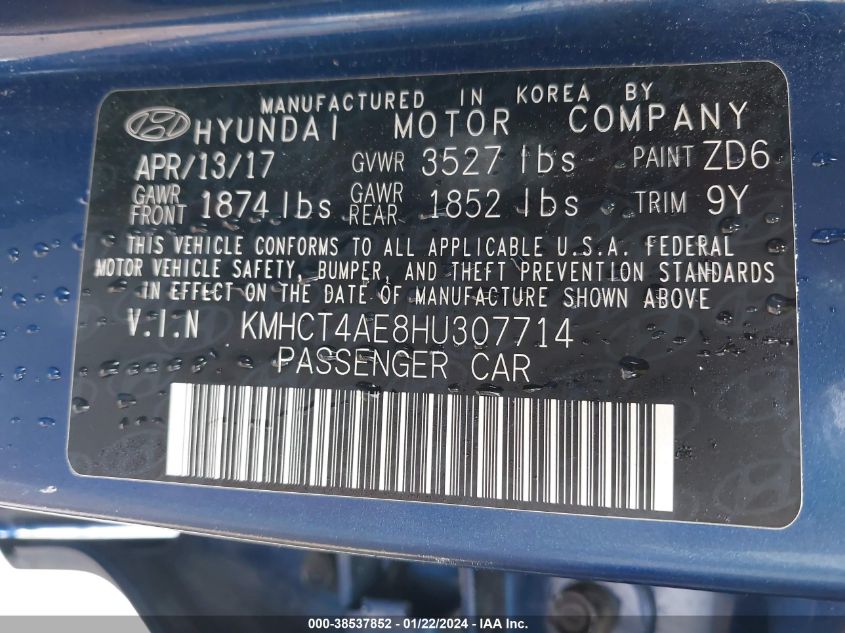 MANUFACTURED IN KOREA BY
HYUNDAI MOTOR COMPANY
APR/13/17 GVWR 3527 lbs PAINT ZD6
GAWR FRONT 1874 lbs GAWR REAR 1852 lbs TRIM 9Y
THIS VEHICLE CONFORMS TO ALL APPLICABLE U.S.A. FEDERAL
MOTOR VEHICLE SAFETY, BUMPER, AND THEFT PREVENTION STANDARDS
IN EFFECT ON THE DATE OF MANUFACTURE SHOWN ABOVE
V.I.N KMHCT4AE8HU307714
PASSENGER CAR
000-38537852 - 01/22/2024 - IAA Inc.